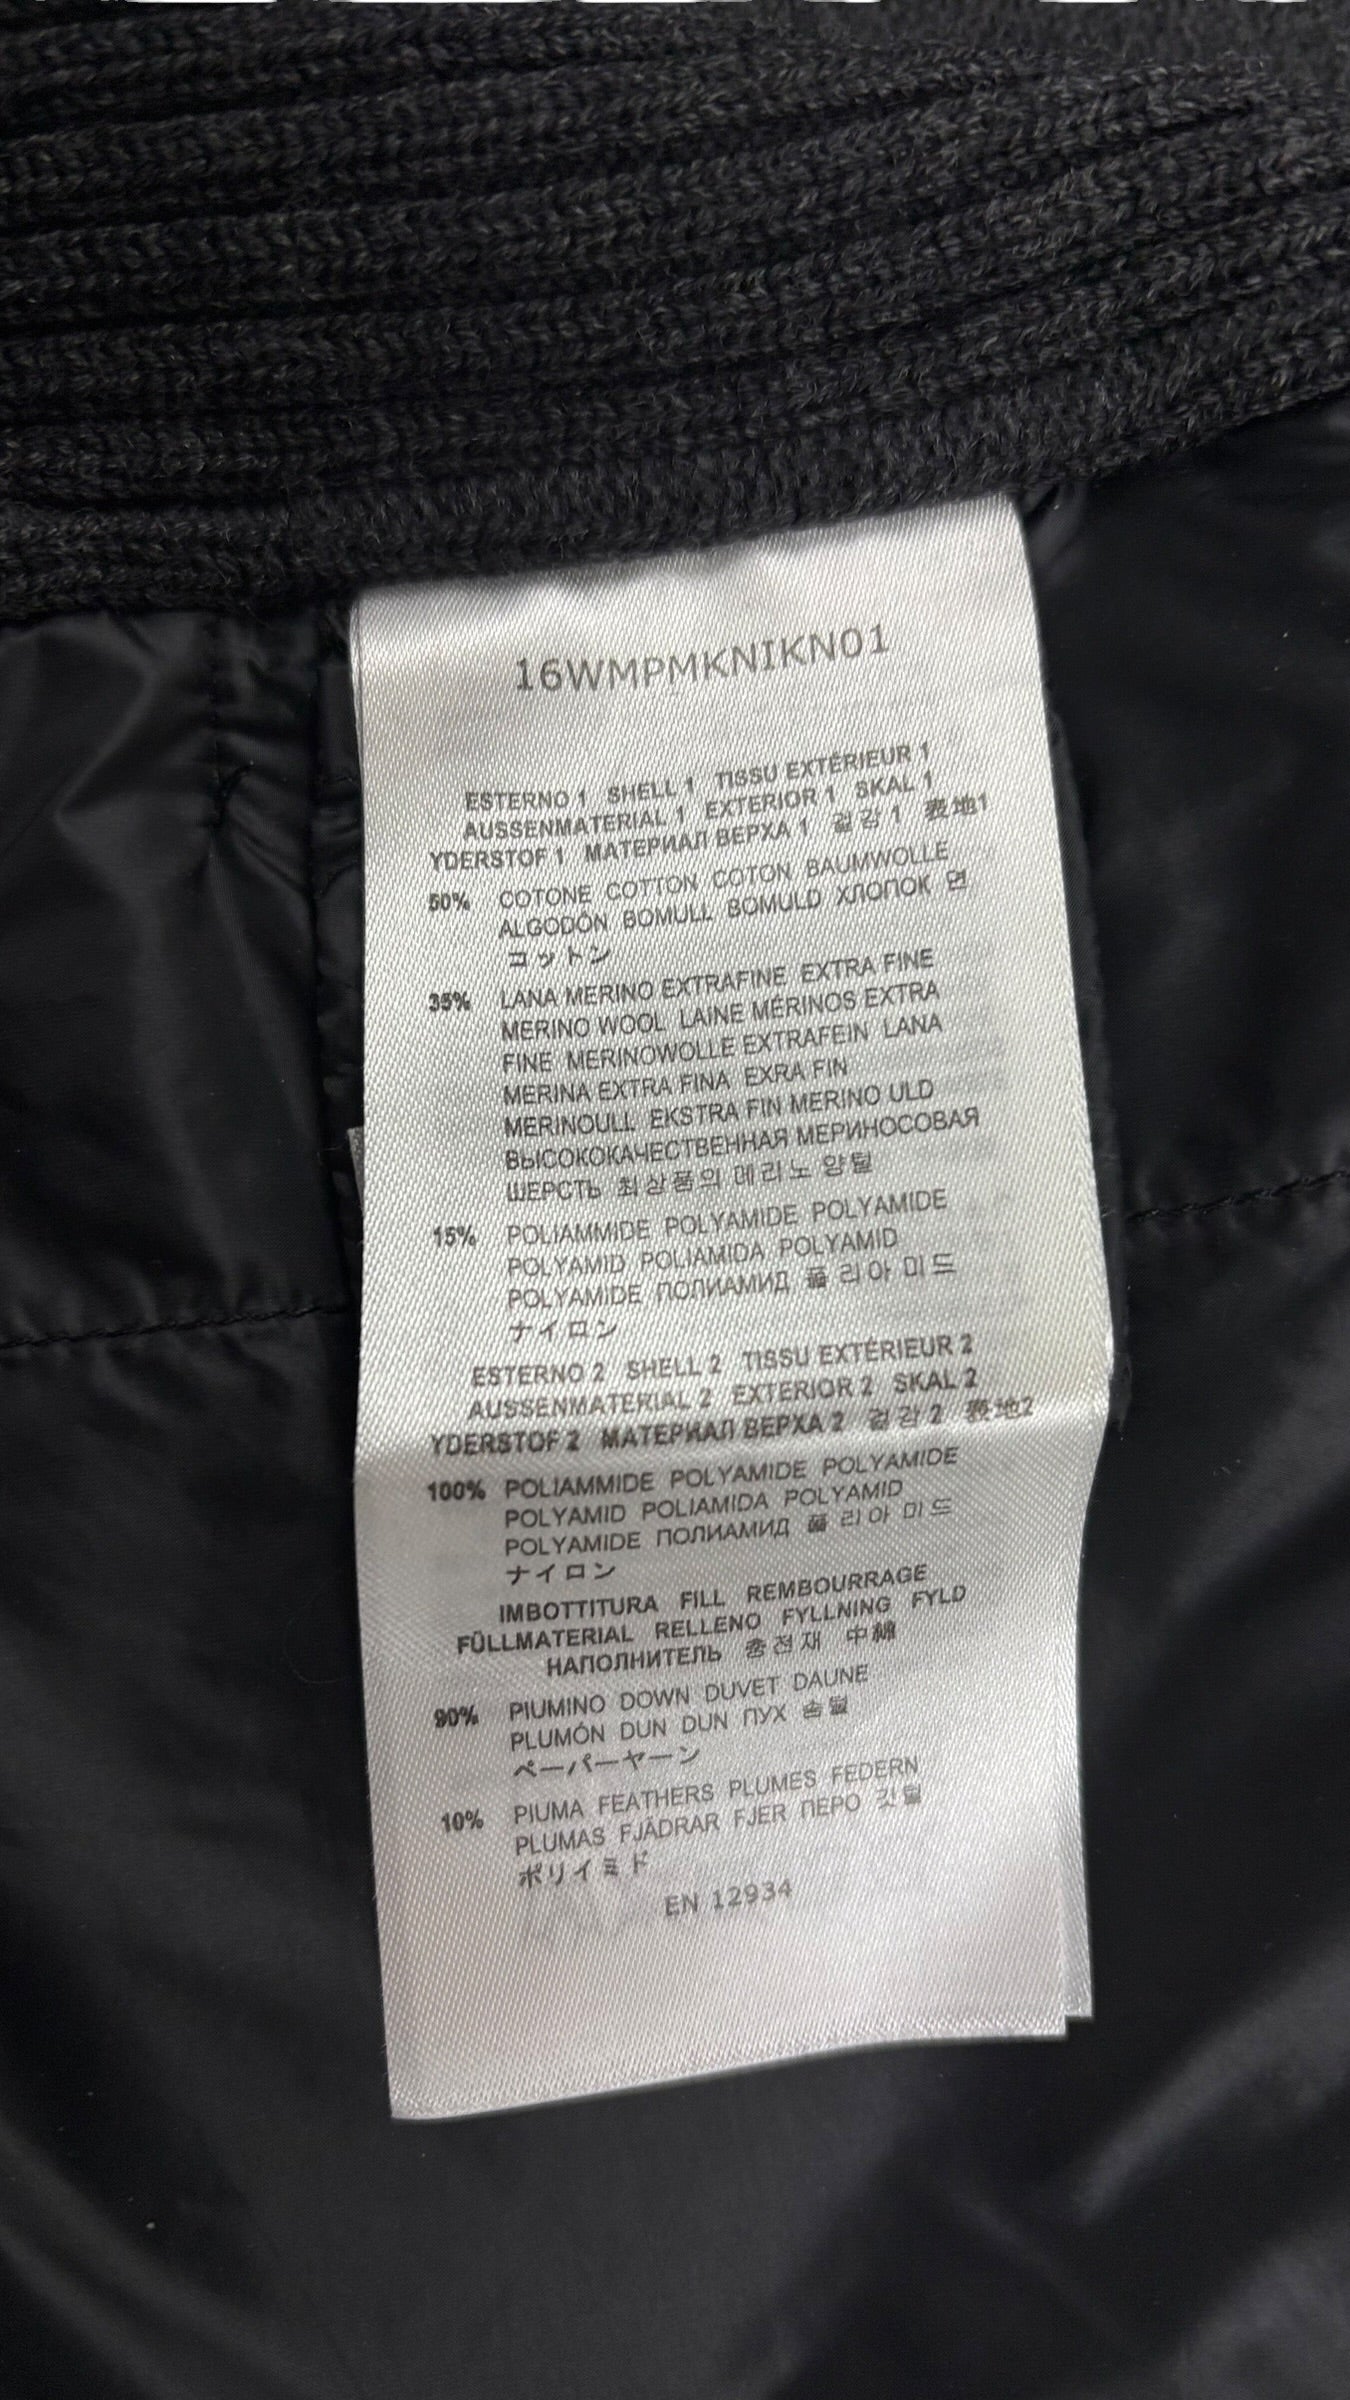 16WMPMKNIKN01
ESTERNO 1 SHELL 1 TISSU EXTÉRIEUR 1
AUSSENMATERIAL 1 EXTERIOR 1 SKAL 1
YDERSTOF 1 МАТЕРИАЛ ВЕРХА 1 겉감 1 表地1
50% COTONE COTTON COTON BAUMWOLLE
ALGODÓN BOMULL BOMULD ХЛОПОК 면
コットン
35% LANA MERINO EXTRAFINE EXTRA FINE
MERINO WOOL LAINE MÉRINOS EXTRA
FINE MERINOWOLLE EXTRAFEIN LANA
MERINA EXTRA FINA EXRA FIN
MERINOULL EKSTRA FIN MERINO ULD
ВЫСОКОКАЧЕСТВЕННАЯ МЕРИНОСОВАЯ
ШЕРСТЬ 최상품의 메리노 양털
15% POLIAMMIDE POLYAMIDE POLYAMIDE
POLYAMID POLIAMIDA POLYAMID
POLYAMIDE ПОЛИАМИД 폴리아미드
ナイロン
ESTERNO 2 SHELL 2 TISSU EXTÉRIEUR 2
AUSSENMATERIAL 2 EXTERIOR 2 SKAL 2
YDERSTOF 2 МАТЕРИАЛ ВЕРХА 2 겉감 2 表地2
100% POLIAMMIDE POLYAMIDE POLYAMIDE
POLYAMID POLIAMIDA POLYAMID
POLYAMIDE ПОЛИАМИД 폴리아미드
ナイロン
IMBOTTITURA FILL REMBOURRAGE
FÜLLMATERIAL RELLENO FYLLNING FYLD
НАПОЛНИТЕЛЬ 충전재 中綿
90% PIUMINO DOWN DUVET DAUNE
PLUMÓN DUN DUN ПУХ 솜털
ペーパーヤーン
10% PIUMA FEATHERS PLUMES FEDERN
PLUMAS FJÄDRAR FJER ПЕРО 깃털
ポリイミド
EN 12934